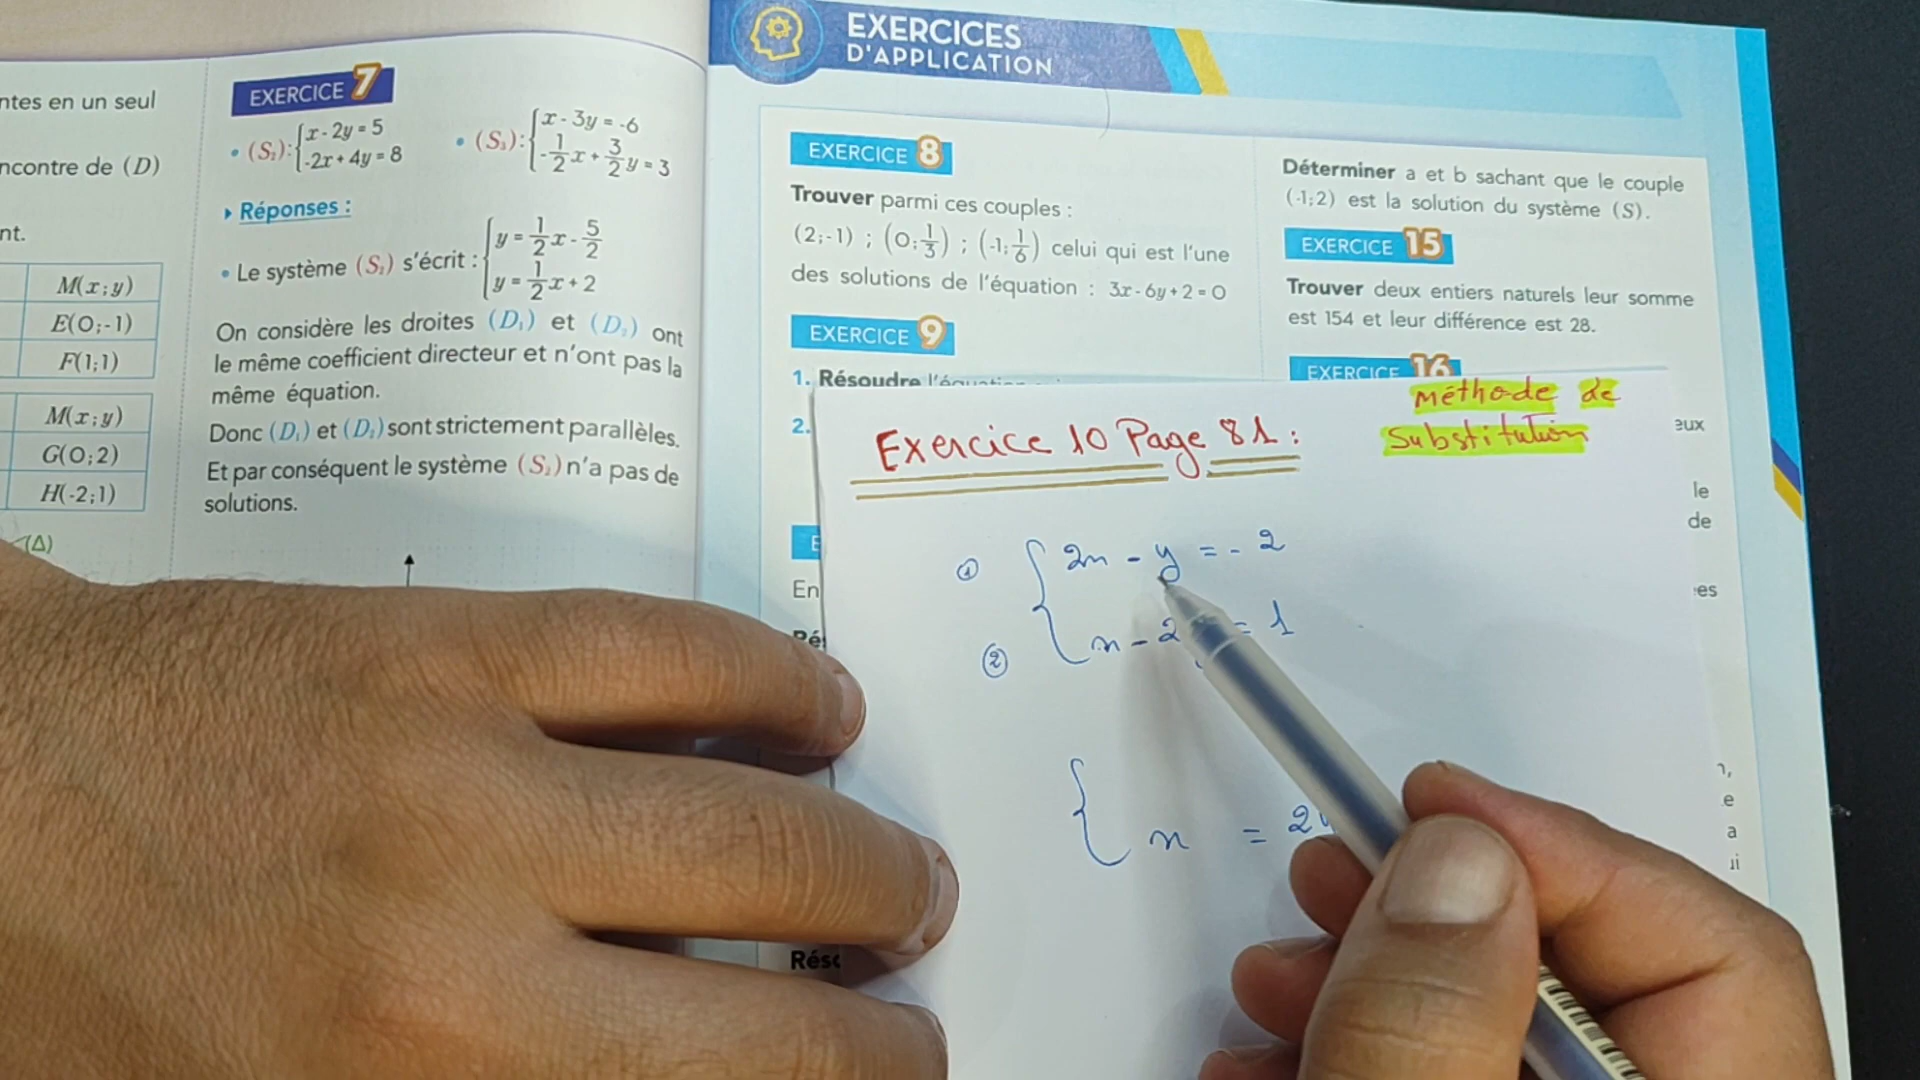 ntes en un seul
ncontre de (D)
nt.
M(x;y)
E(0;-1)
F(1;1)
M(x;y)
G(0;2)
H(-2;1)
(Δ)
EXERCICE 7
• (S₂): { x - 2y = 5
-2x + 4y = 8
• (S₃): { x - 3y = -6
-1/2 x + 3/2 y = 3
▸ Réponses :
• Le système (S₂) s'écrit : { y = 1/2 x - 5/2
y = 1/2 x + 2
On considère les droites (D₁) et (D₂) ont
le même coefficient directeur et n'ont pas la
même équation.
Donc (D₁) et (D₂) sont strictement parallèles.
Et par conséquent le système (S₂) n'a pas de
solutions.
EXERCICES
D'APPLICATION
EXERCICE 8
Trouver parmi ces couples :
(2;-1) ; (0;1/3) ; (-1;1/6) celui qui est l'une
des solutions de l'équation : 3x - 6y + 2 = 0
EXERCICE 9
1. Résoudre
2.
En
Rés
Déterminer a et b sachant que le couple
(-1;2) est la solution du système (S).
EXERCICE 15
Trouver deux entiers naturels leur somme
est 154 et leur différence est 28.
EXERCICE 16
eux
le
de
es
Exercice 10 Page 81 :
méthode de
Substitution
① { 2x - y = - 2
② x - 2 = 1
{ x = 2